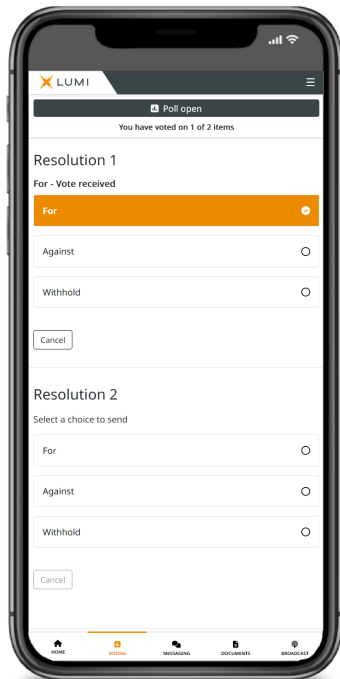 LUMI
Poll open
You have voted on 1 of 2 items
Resolution 1
For - Vote received
For
Against
Withhold
Cancel
Resolution 2
Select a choice to send
For
Against
Withhold
Cancel
HOME VOTING MESSAGING DOCUMENTS BROADCAST